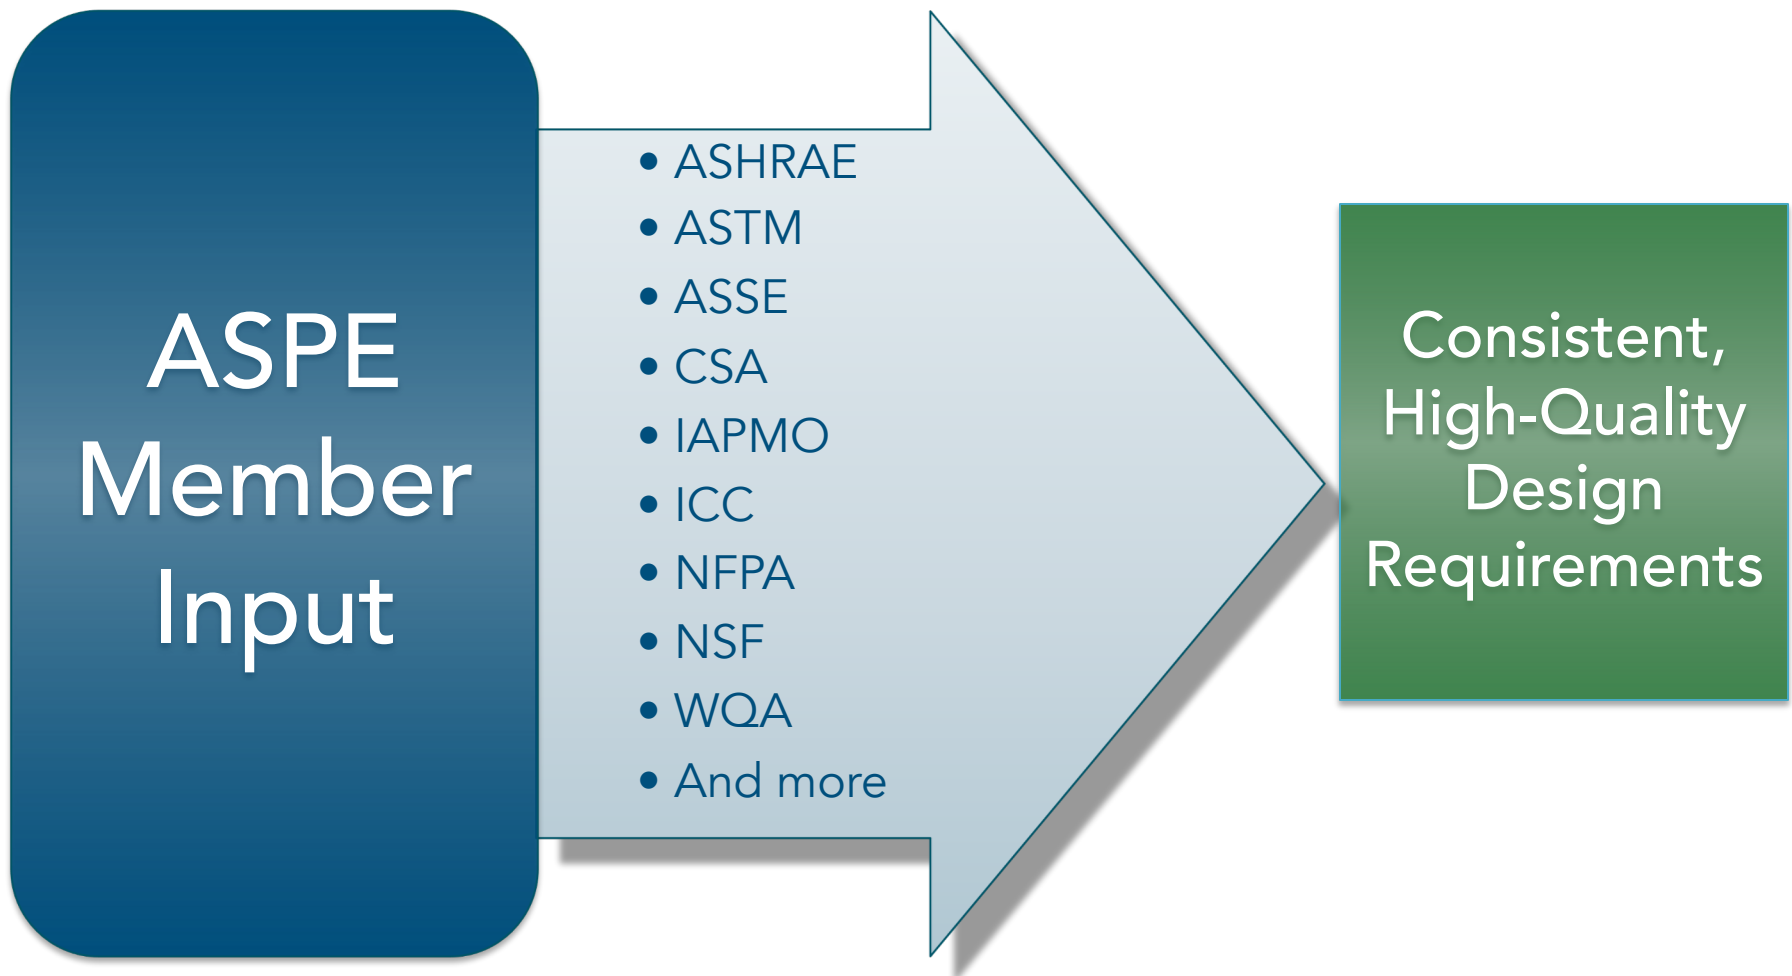 ASPE
Member
Input
• ASHRAE
• ASTM
• ASSE
• CSA
• IAPMO
• ICC
• NFPA
• NSF
• WQA
• And more
Consistent,
High-Quality
Design
Requirements